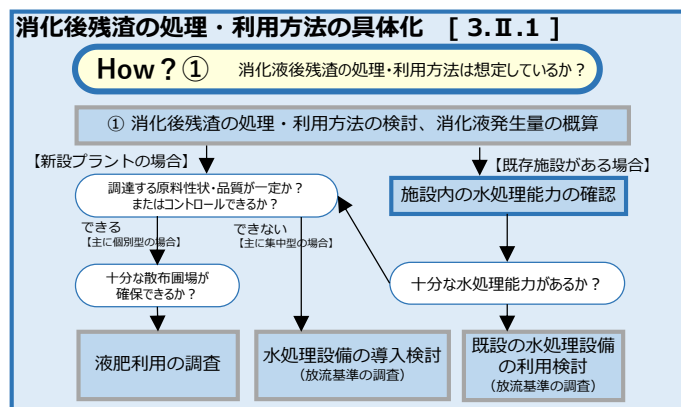 消化後残渣の処理・利用方法の具体化 [ 3.Ⅱ.1 ]
How？① 消化液後残渣の処理・利用方法は想定しているか？
① 消化後残渣の処理・利用方法の検討、消化液発生量の概算
【新設プラントの場合】
【既存施設がある場合】
調達する原料性状・品質が一定か？
またはコントロールできるか？
施設内の水処理能力の確認
できる
【主に個別型の場合】
できない
【主に集中型の場合】
十分な散布圃場が
確保できるか？
十分な水処理能力があるか？
液肥利用の調査
水処理設備の導入検討
（放流基準の調査）
既設の水処理設備
の利用検討
（放流基準の調査）